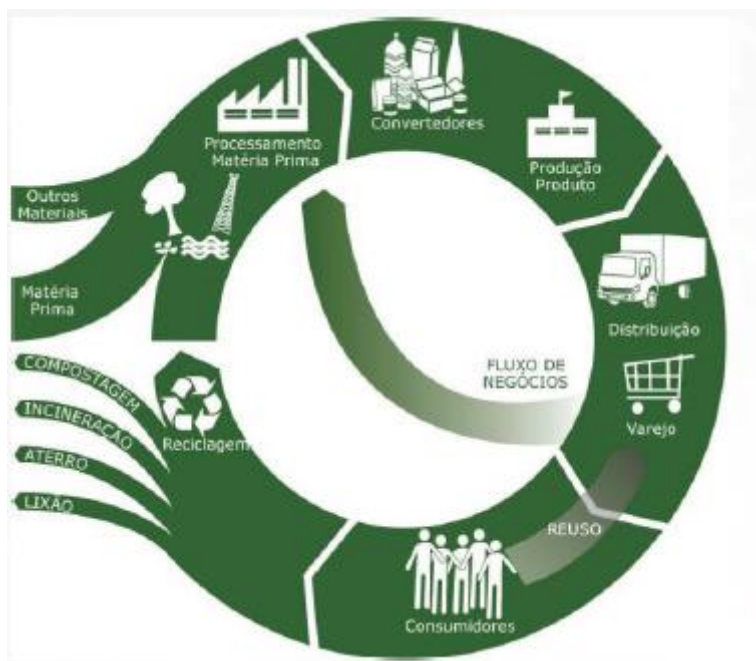 Processamento
Matéria Prima
Convertedores
Produção
Produto
Outros
Materiais
Matéria
Prima
Distribuição
FLUXO DE
NEGÓCIOS
Varejo
COMPOSTAGEM
INCINERAÇÃO
ATERRO
LIXÃO
Reciclagem
REUSO
Consumidores